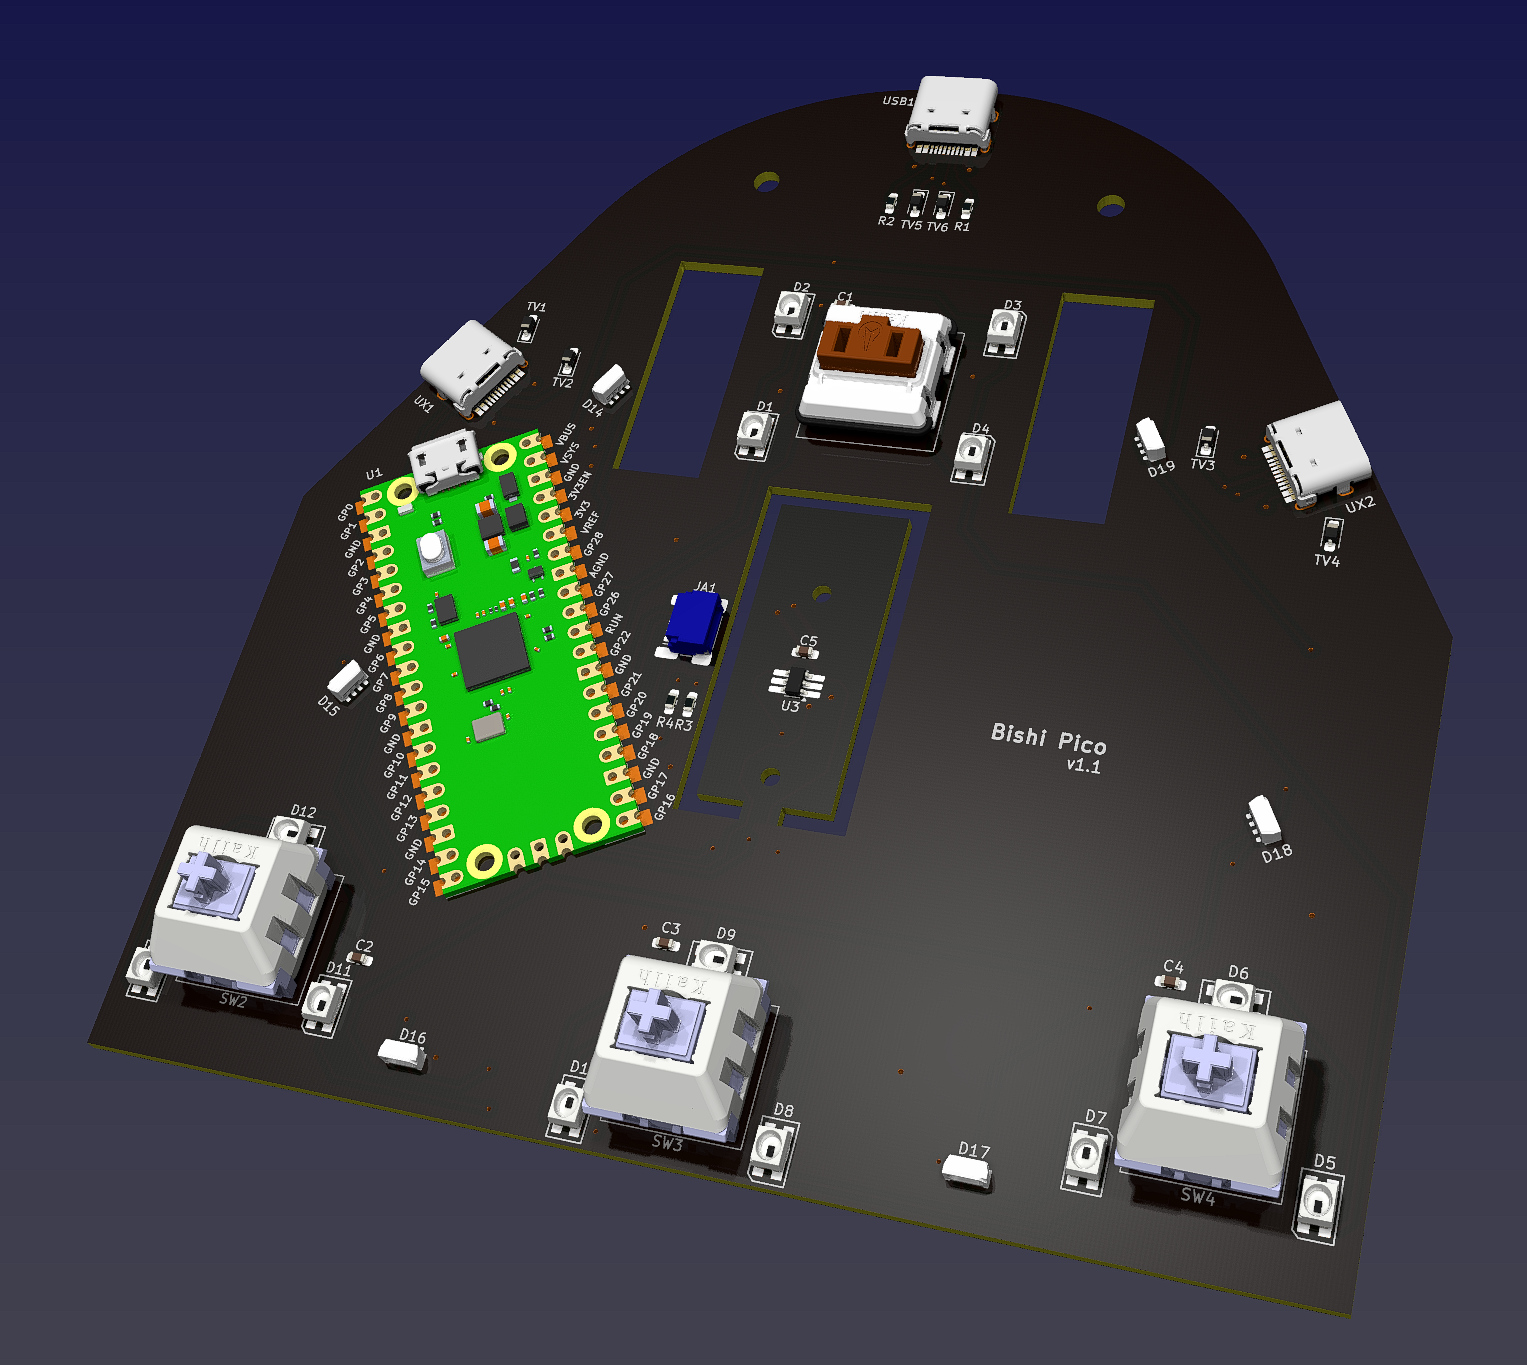 USB1
R2 TV5 TV6 R1
TV1
D2
C1
D3
TV2
UX1
D14
D1
D4
D19
TV3
UX2
TV4
U1
GP0
GP1
GND
GP2
GP3
GP4
GP5
GND
GP6
GP7
GP8
GP9
GND
GP10
GP11
GP12
GP13
GND
GP14
GP15
VBUS
VSYS
GND
3V3EN
3V3
VREF
GP28
AGND
GP27
GP26
RUN
GP22
GND
GP21
GP20
GP19
GP18
GND
GP17
GP16
JA1
R4 R3
C5
U3
D15
Bishi Pico
v1.1
D18
D12
Kailh
C2
D11
SW2
D16
C3
D9
Kailh
D1
D8
SW3
D17
C4
D6
Kailh
D7
D5
SW4